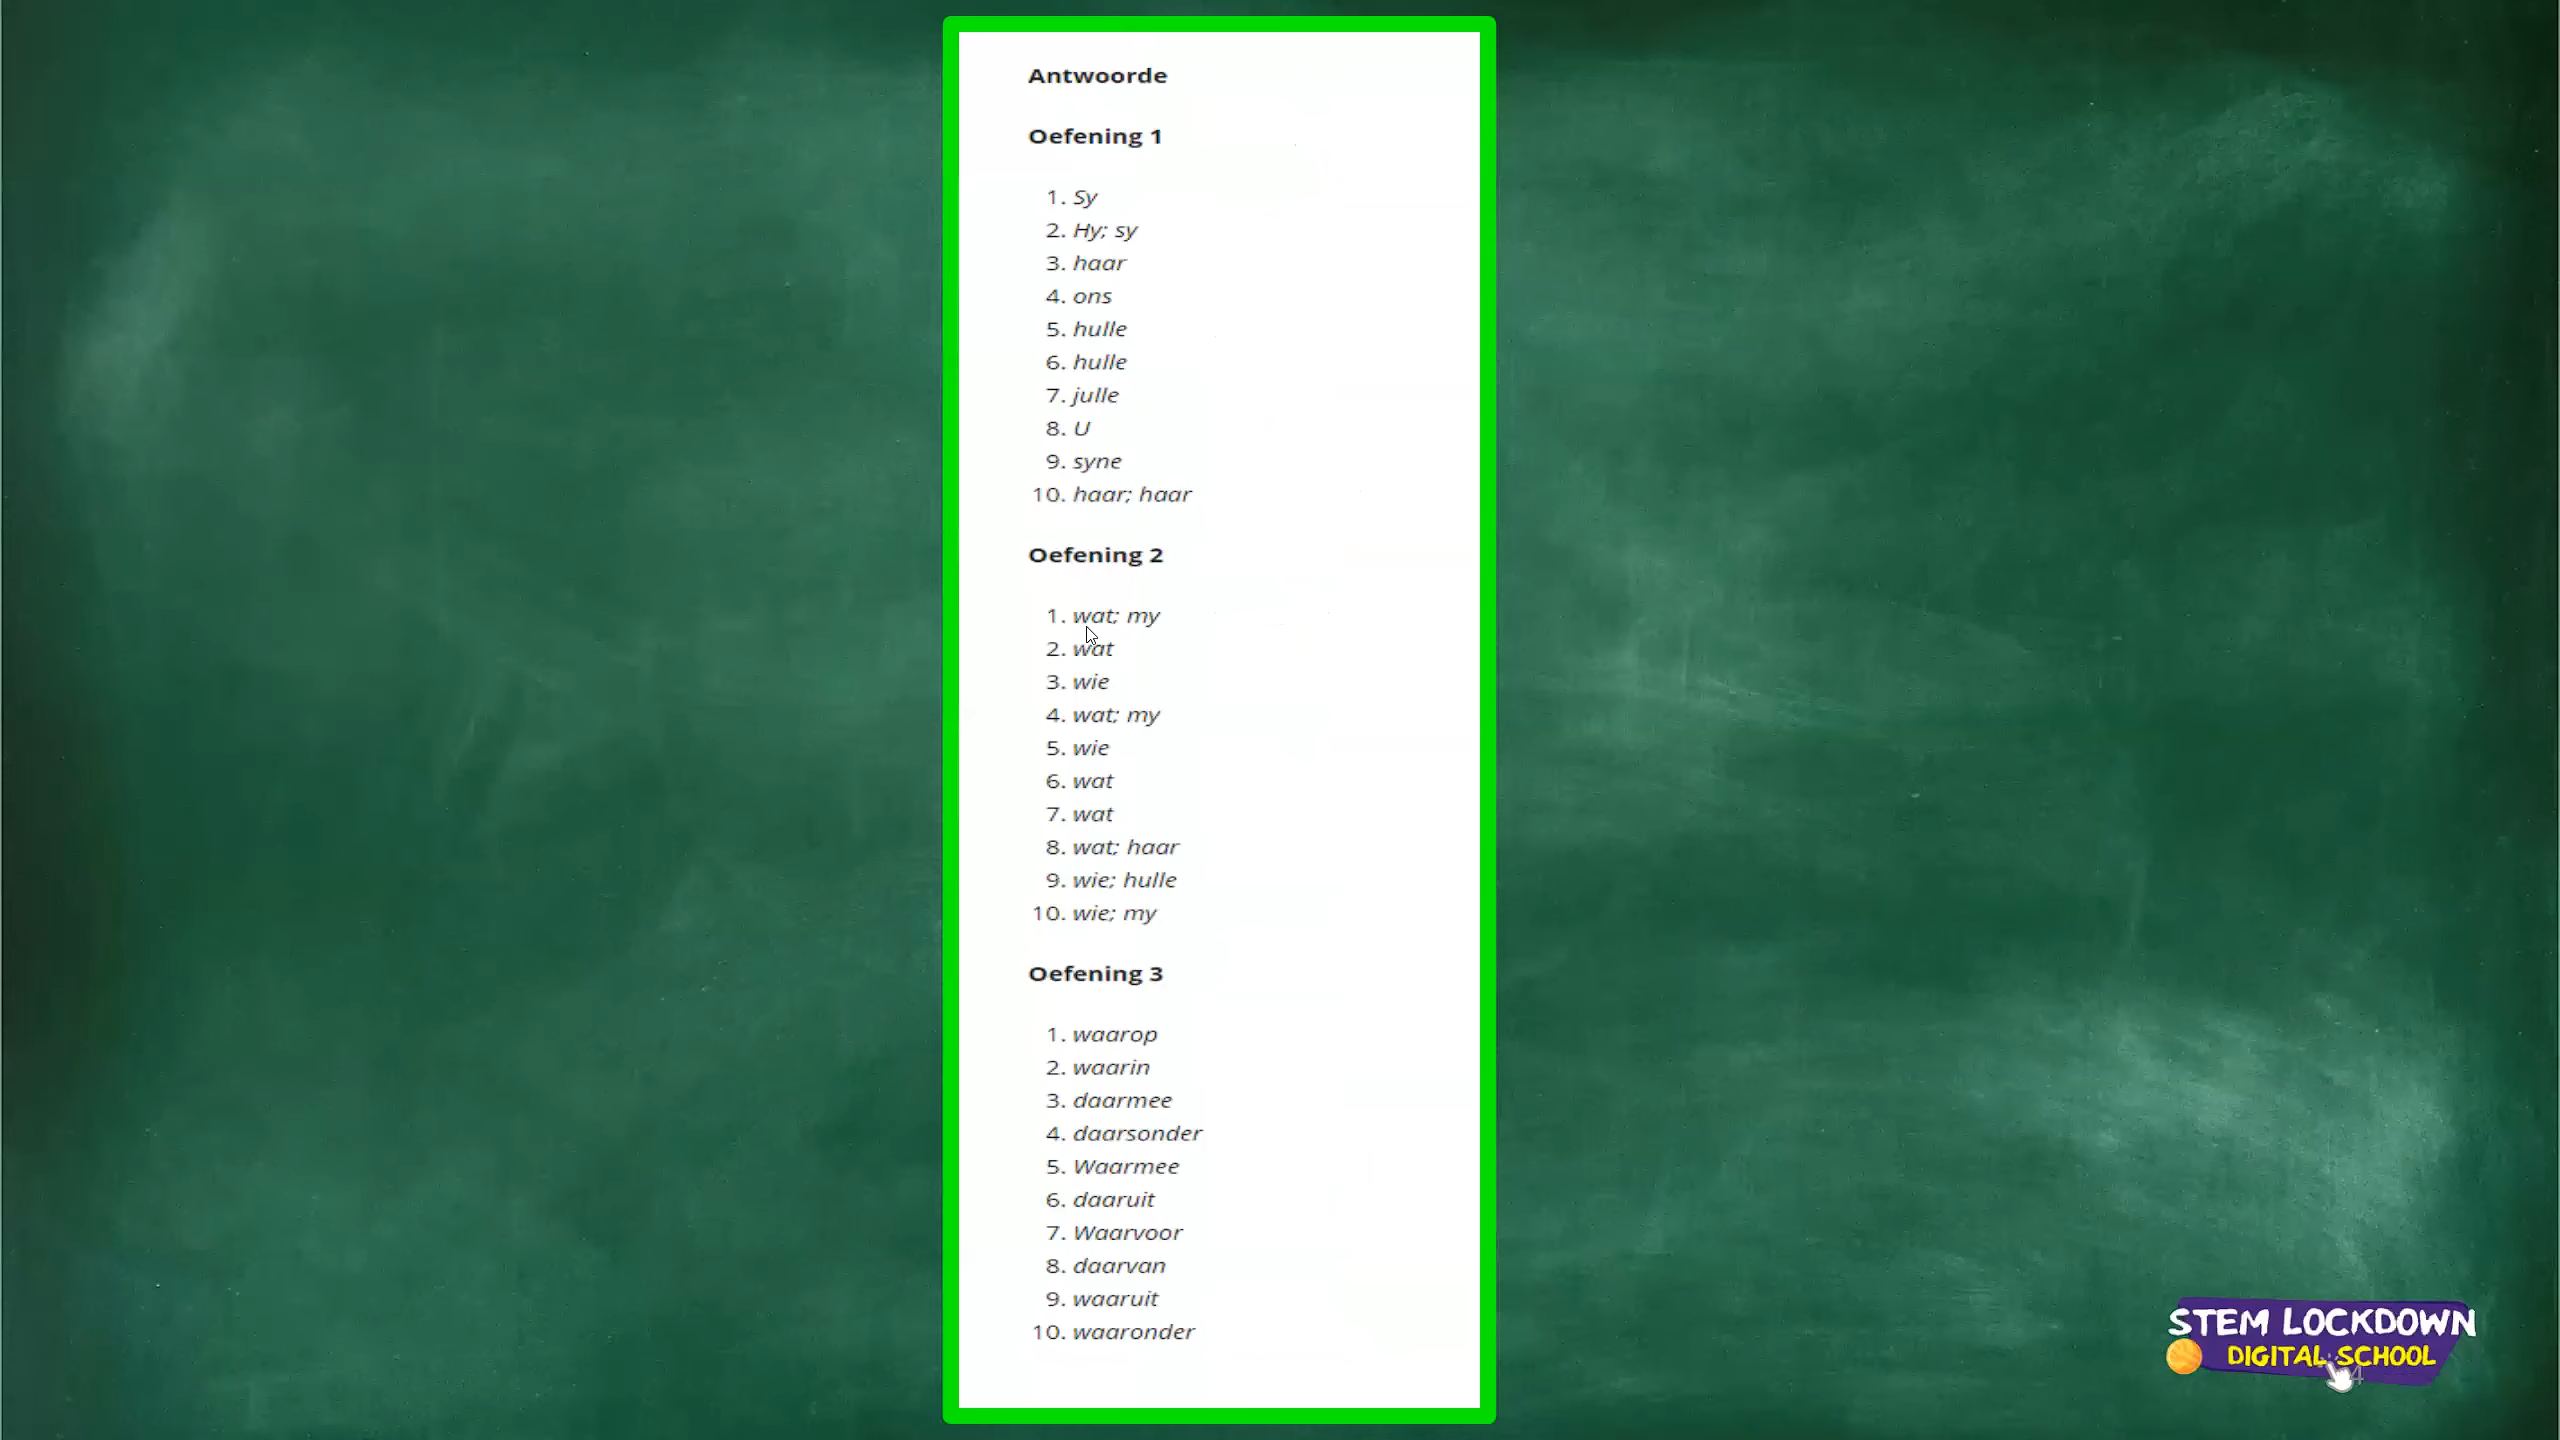 Antwoorde
Oefening 1
1. Sy
2. Hy; sy
3. haar
4. ons
5. hulle
6. hulle
7. julle
8. U
9. syne
10. haar; haar
Oefening 2
1. wat; my
2. wat
3. wie
4. wat; my
5. wie
6. wat
7. wat
8. wat; haar
9. wie; hulle
10. wie; my
Oefening 3
1. waarop
2. waarin
3. daarmee
4. daarsonder
5. Waarmee
6. daaruit
7. Waarvoor
8. daarvan
9. waaruit
10. waaronder
STEM LOCKDOWN
DIGITAL SCHOOL